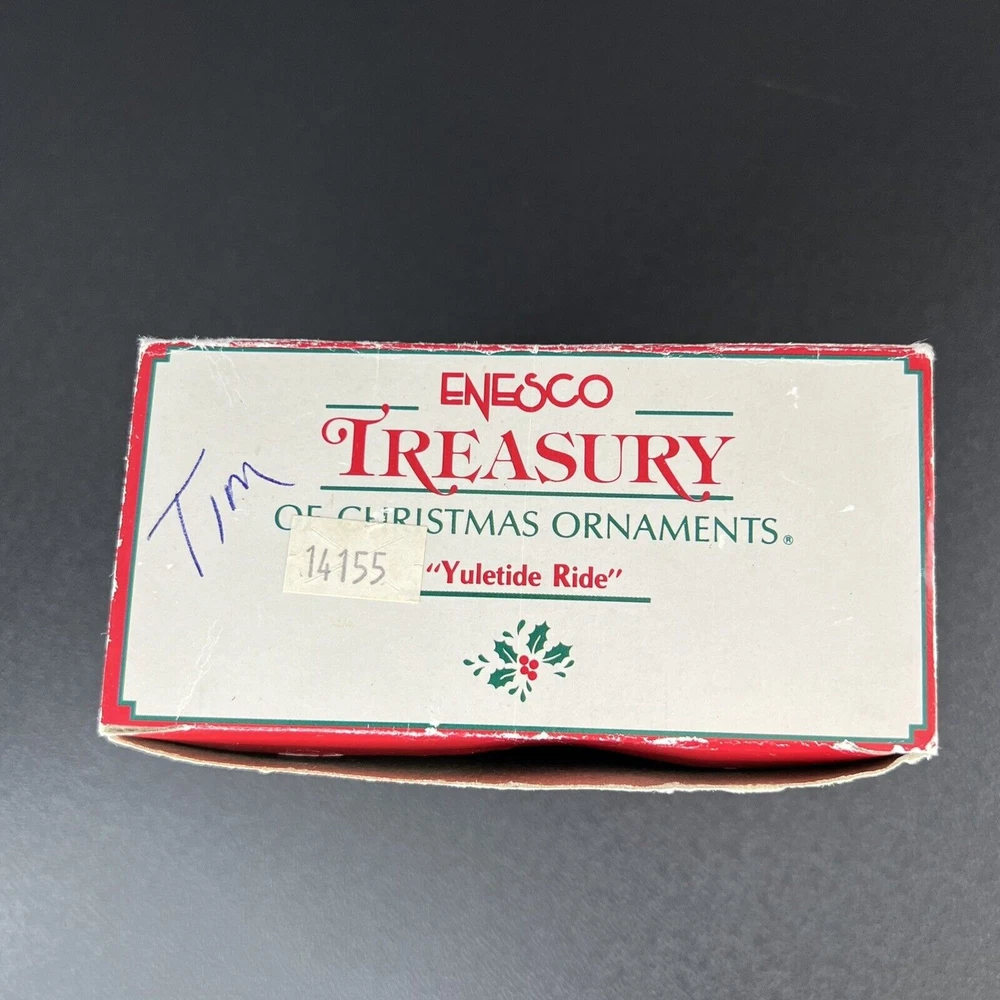 ENESCO
TREASURY
Tim
OF CHRISTMAS ORNAMENTS®
14155
"Yuletide Ride"